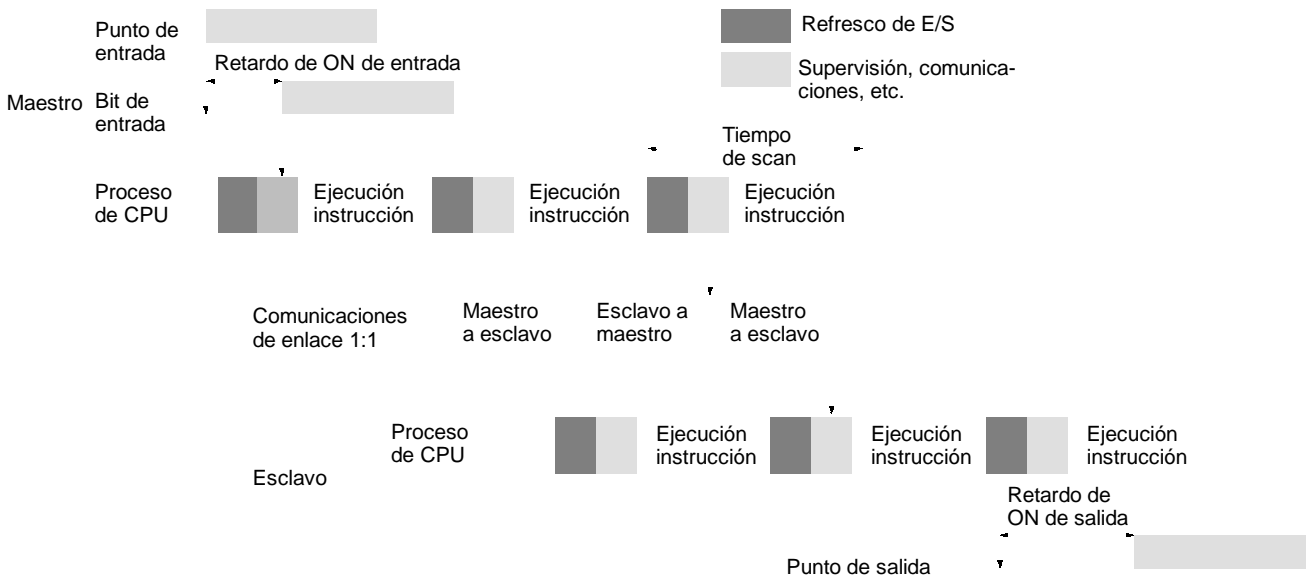 Punto de
entrada
Refresco de E/S
Retardo de ON de entrada
Supervisión, comunica-
ciones, etc.
Maestro
Bit de
entrada
Tiempo
de scan
Proceso
de CPU
Ejecución
instrucción
Ejecución
instrucción
Ejecución
instrucción
Comunicaciones
de enlace 1:1
Maestro
a esclavo
Esclavo a
maestro
Maestro
a esclavo
Esclavo
Proceso
de CPU
Ejecución
instrucción
Ejecución
instrucción
Ejecución
instrucción
Retardo de
ON de salida
Punto de salida